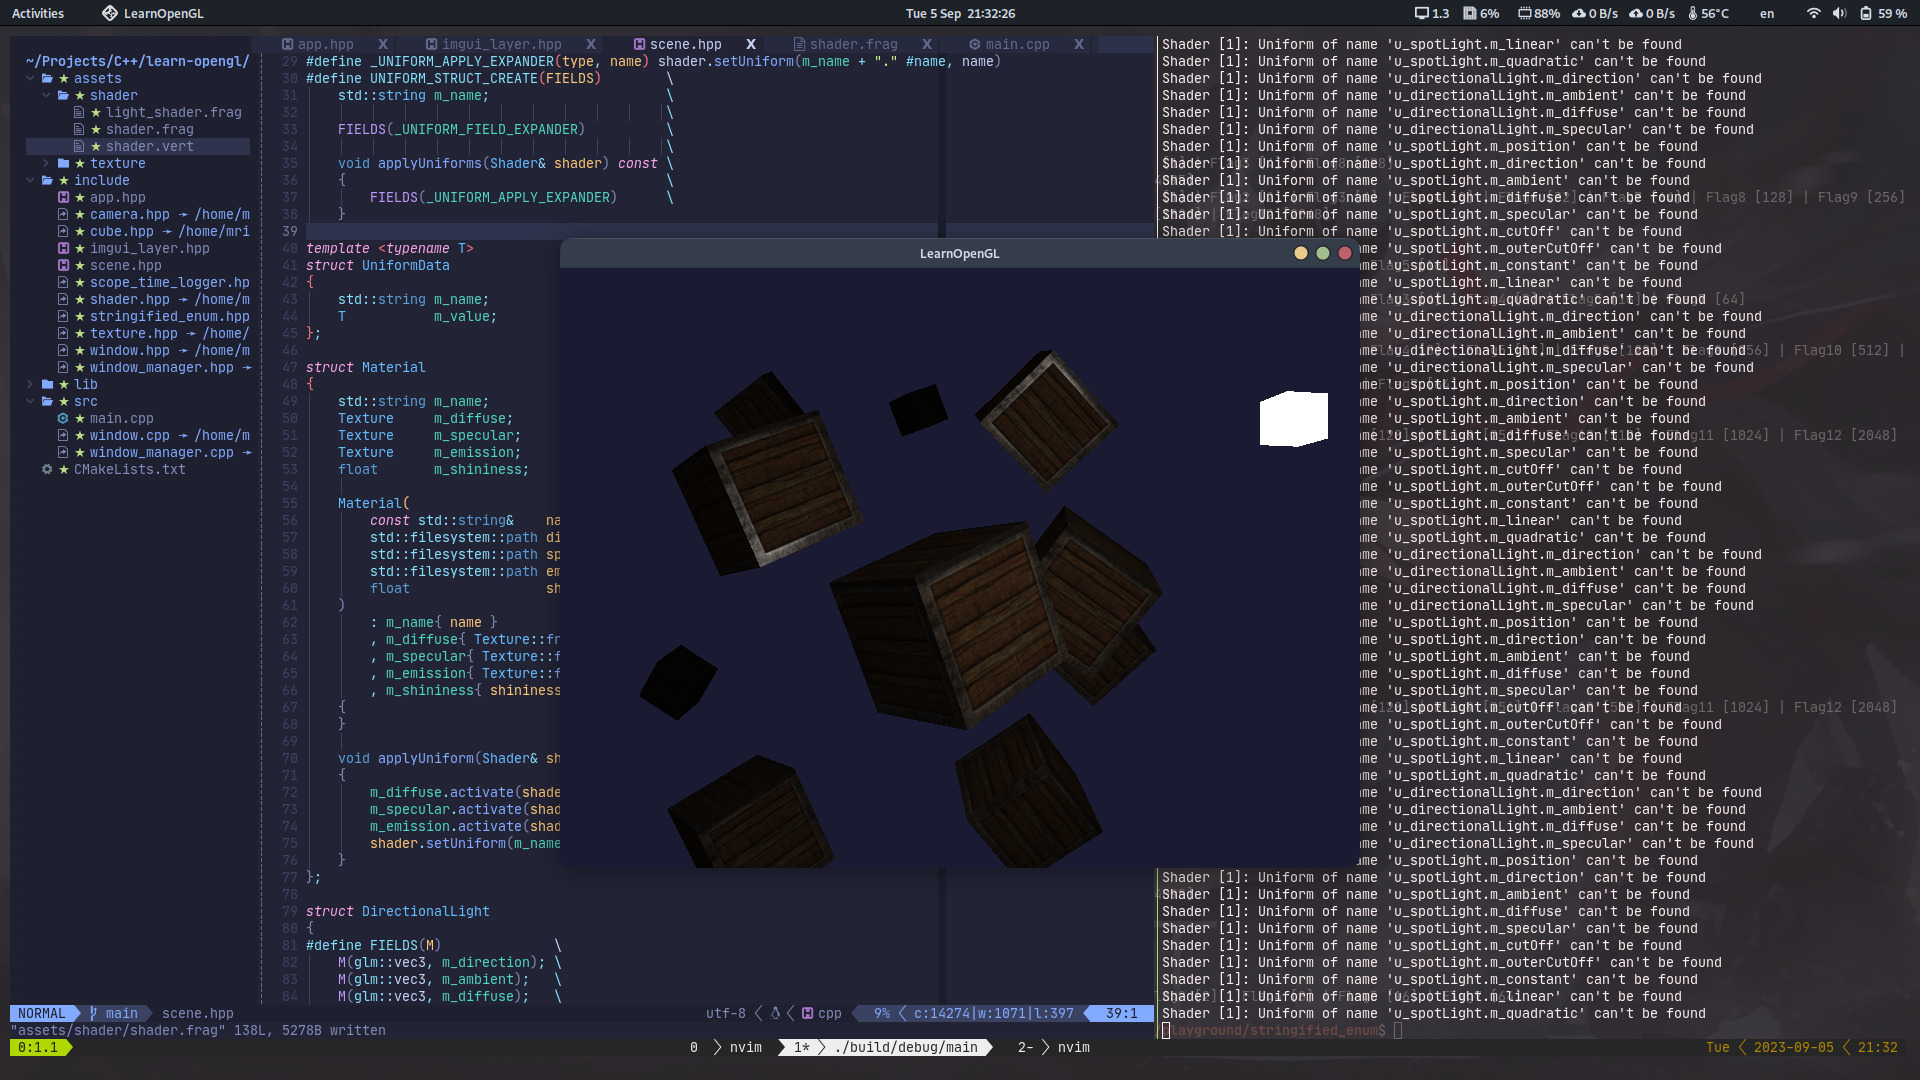 Activities
LearnOpenGL
Tue 5 Sep 21:32:26
1.3
6%
88%
0 B/s
0 B/s
56°C
en
59 %
~/Projects/C++/learn-opengl/
assets
shader
light_shader.frag
shader.frag
shader.vert
texture
include
app.hpp
camera.hpp → /home/m
cube.hpp → /home/mri
imgui_layer.hpp
scene.hpp
scope_time_logger.hp
shader.hpp → /home/m
stringified_enum.hpp
texture.hpp → /home/
window.hpp → /home/m
window_manager.hpp →
lib
src
main.cpp
window.cpp → /home/m
window_manager.cpp →
CMakeLists.txt
app.hpp X
imgui_layer.hpp X
scene.hpp X
shader.frag X
main.cpp X
29 #define _UNIFORM_APPLY_EXPANDER(type, name) shader.setUniform(m_name + "." #name, name)
30 #define UNIFORM_STRUCT_CREATE(FIELDS) \
31 std::string m_name; \
32 \
33 FIELDS(_UNIFORM_FIELD_EXPANDER) \
34 \
35 void applyUniforms(Shader& shader) const \
36 { \
37 FIELDS(_UNIFORM_APPLY_EXPANDER) \
38 }
39
40 template <typename T>
41 struct UniformData
42 {
43 std::string m_name;
44 T m_value;
45 };
46
47 struct Material
48 {
49 std::string m_name;
50 Texture m_diffuse;
51 Texture m_specular;
52 Texture m_emission;
53 float m_shininess;
54
55 Material(
56 const std::string& na
57 std::filesystem::path di
58 std::filesystem::path sp
59 std::filesystem::path em
60 float sh
61 )
62 : m_name{ name }
63 , m_diffuse{ Texture::fr
64 , m_specular{ Texture::f
65 , m_emission{ Texture::f
66 , m_shininess{ shininess
67 {
68 }
69
70 void applyUniform(Shader& sh
71 {
72 m_diffuse.activate(shade
73 m_specular.activate(shad
74 m_emission.activate(shad
75 shader.setUniform(m_name
76 }
77 };
78
79 struct DirectionalLight
80 {
81 #define FIELDS(M) \
82 M(glm::vec3, m_direction); \
83 M(glm::vec3, m_ambient); \
84 M(glm::vec3, m_diffuse); \
LearnOpenGL
Shader [1]: Uniform of name 'u_spotLight.m_linear' can't be found
Shader [1]: Uniform of name 'u_spotLight.m_quadratic' can't be found
Shader [1]: Uniform of name 'u_directionalLight.m_direction' can't be found
Shader [1]: Uniform of name 'u_directionalLight.m_ambient' can't be found
Shader [1]: Uniform of name 'u_directionalLight.m_diffuse' can't be found
Shader [1]: Uniform of name 'u_directionalLight.m_specular' can't be found
Shader [1]: Uniform of name 'u_spotLight.m_position' can't be found
Shader [1]: Uniform of name 'u_spotLight.m_direction' can't be found
Shader [1]: Uniform of name 'u_spotLight.m_ambient' can't be found
Shader [1]: Uniform of name 'u_spotLight.m_diffuse' can't be found | Flag8 [128] | Flag9 [256]
Shader [1]: Uniform of name 'u_spotLight.m_specular' can't be found
Shader [1]: Uniform of name 'u_spotLight.m_cutOff' can't be found
me 'u_spotLight.m_outerCutOff' can't be found
me 'u_spotLight.m_constant' can't be found
me 'u_spotLight.m_linear' can't be found
me 'u_spotLight.m_quadratic' can't be found [64]
me 'u_directionalLight.m_direction' can't be found
me 'u_directionalLight.m_ambient' can't be found
me 'u_directionalLight.m_diffuse' can't be found [256] | Flag10 [512] |
me 'u_directionalLight.m_specular' can't be found
me 'u_spotLight.m_position' can't be found
me 'u_spotLight.m_direction' can't be found
me 'u_spotLight.m_ambient' can't be found
me 'u_spotLight.m_diffuse' can't be found | Flag11 [1024] | Flag12 [2048]
me 'u_spotLight.m_specular' can't be found
me 'u_spotLight.m_cutOff' can't be found
me 'u_spotLight.m_outerCutOff' can't be found
me 'u_spotLight.m_constant' can't be found
me 'u_spotLight.m_linear' can't be found
me 'u_spotLight.m_quadratic' can't be found
me 'u_directionalLight.m_direction' can't be found
me 'u_directionalLight.m_ambient' can't be found
me 'u_directionalLight.m_diffuse' can't be found
me 'u_directionalLight.m_specular' can't be found
me 'u_spotLight.m_position' can't be found
me 'u_spotLight.m_direction' can't be found
me 'u_spotLight.m_ambient' can't be found
me 'u_spotLight.m_diffuse' can't be found
me 'u_spotLight.m_specular' can't be found
me 'u_spotLight.m_cutOff' can't be found | Flag11 [1024] | Flag12 [2048]
me 'u_spotLight.m_outerCutOff' can't be found
me 'u_spotLight.m_constant' can't be found
me 'u_spotLight.m_linear' can't be found
me 'u_spotLight.m_quadratic' can't be found
me 'u_directionalLight.m_direction' can't be found
me 'u_directionalLight.m_ambient' can't be found
me 'u_directionalLight.m_diffuse' can't be found
me 'u_directionalLight.m_specular' can't be found
me 'u_spotLight.m_position' can't be found
Shader [1]: Uniform of name 'u_spotLight.m_direction' can't be found
Shader [1]: Uniform of name 'u_spotLight.m_ambient' can't be found
Shader [1]: Uniform of name 'u_spotLight.m_diffuse' can't be found
Shader [1]: Uniform of name 'u_spotLight.m_specular' can't be found
Shader [1]: Uniform of name 'u_spotLight.m_cutOff' can't be found
Shader [1]: Uniform of name 'u_spotLight.m_outerCutOff' can't be found
Shader [1]: Uniform of name 'u_spotLight.m_constant' can't be found
Shader [1]: Uniform of name 'u_spotLight.m_linear' can't be found
Shader [1]: Uniform of name 'u_spotLight.m_quadratic' can't be found
/playground/stringified_enum$
NORMAL main scene.hpp
utf-8 cpp 9% c:14274|w:1071|l:397 39:1
"assets/shader/shader.frag" 138L, 5278B written
0:1.1
0 nvim 1* ./build/debug/main 2- nvim
Tue 2023-09-05 21:32